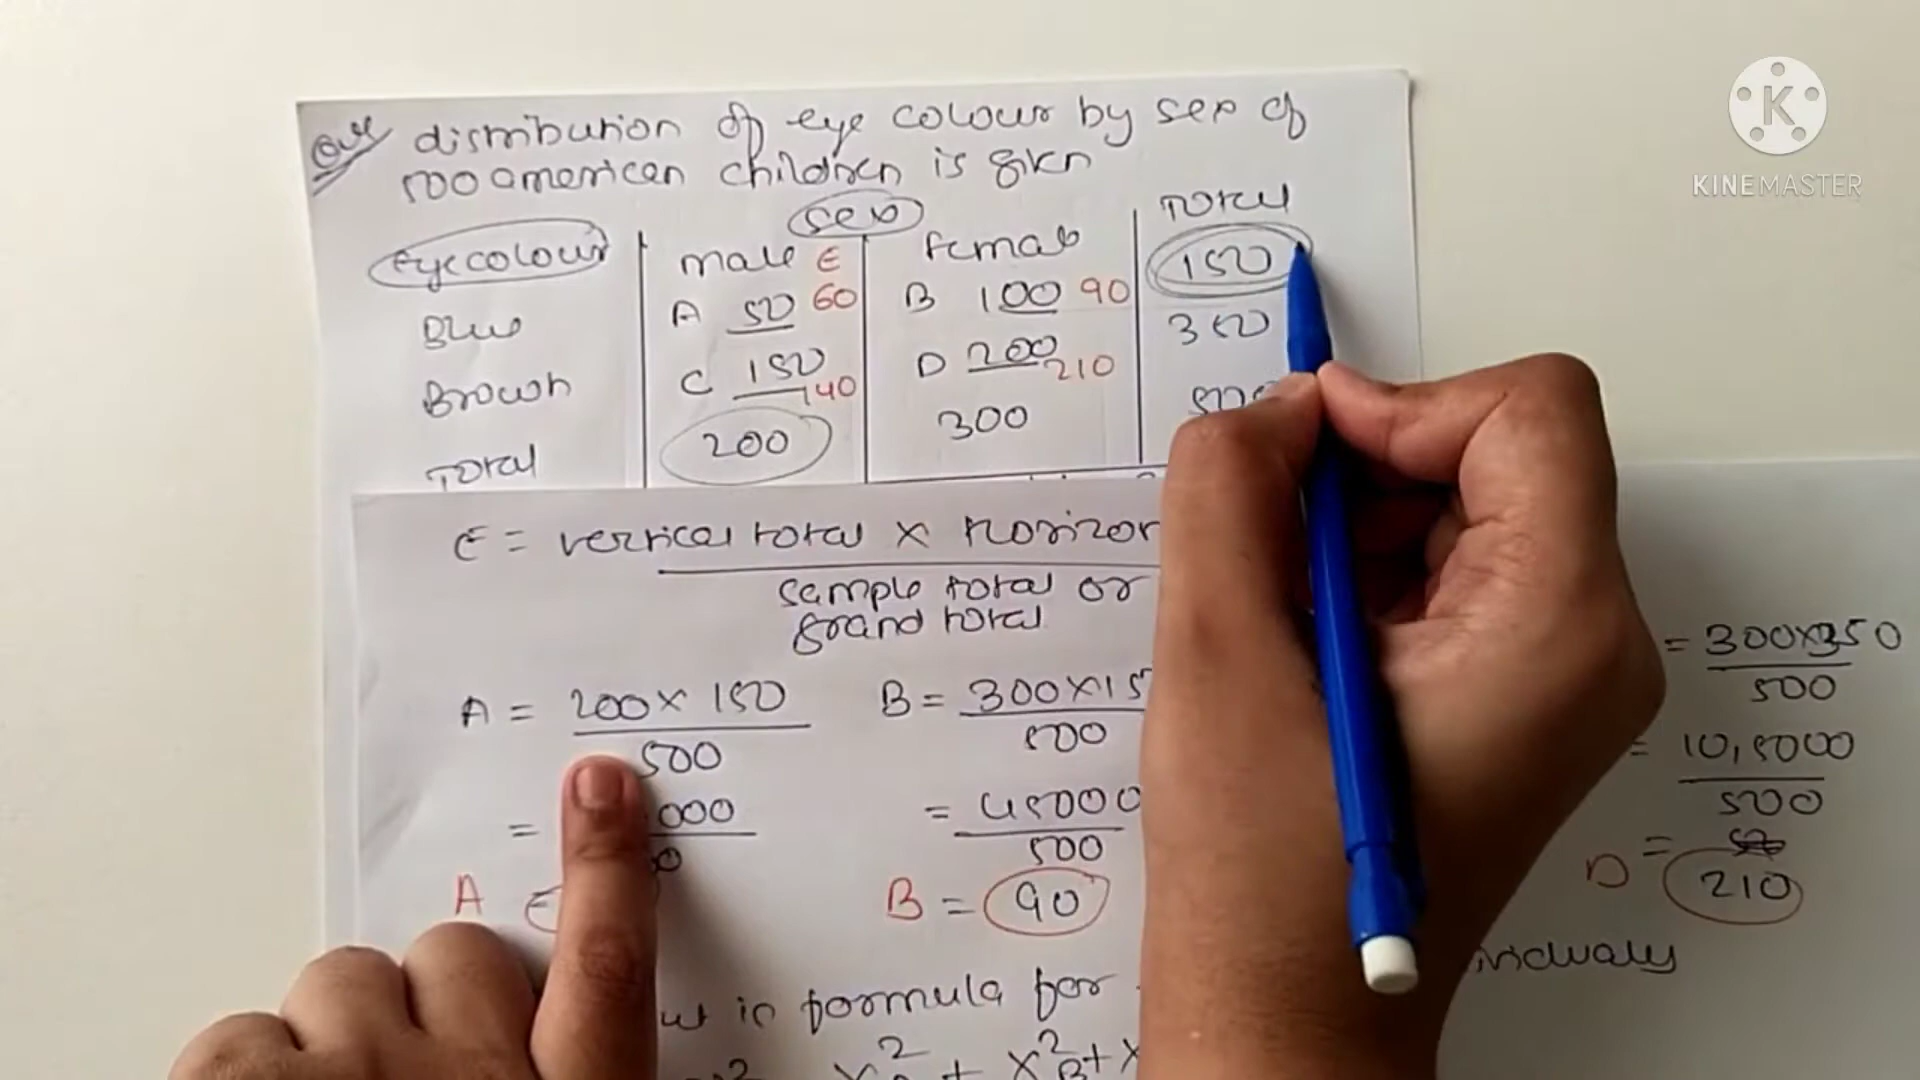 Que distribution of eye colour by sex of
500 american children is givn
sex
Total
Eye colour
male E
female
150
Blue
A 50 60
B 100 90
350
Brown
C 150 140
D 200 210
Total
200
300
E = vertical total ×
sample total or
grand total
A = 200 × 150
500
B = 300 × 15
500
= 300×350
500
=
000
= 45000
500
= 10,5000
500
A E
B = 90
D = 210
in formula for
KINEMASTER